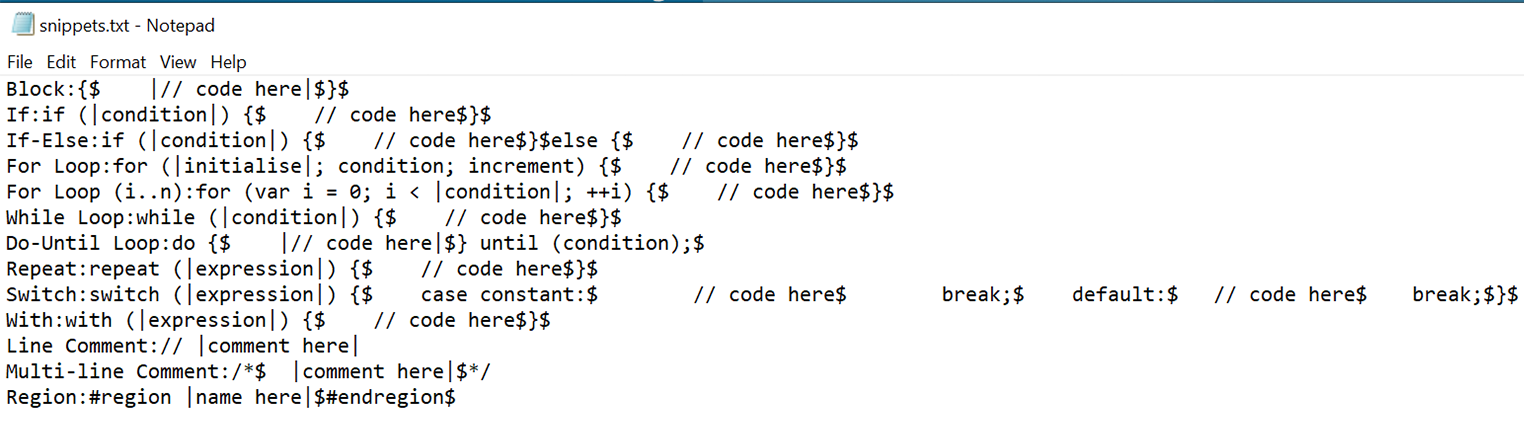 snippets.txt - Notepad
File Edit Format View Help
Block:{$    |// code here|$}$
If:if (|condition|) {$    // code here$}$
If-Else:if (|condition|) {$    // code here$}$else {$    // code here$}$
For Loop:for (|initialise|; condition; increment) {$    // code here$}$
For Loop (i..n):for (var i = 0; i < |condition|; ++i) {$    // code here$}$
While Loop:while (|condition|) {$    // code here$}$
Do-Until Loop:do {$    |// code here|$} until (condition);$
Repeat:repeat (|expression|) {$    // code here$}$
Switch:switch (|expression|) {$    case constant:$        // code here$        break;$    default:$   // code here$    break;$}$
With:with (|expression|) {$    // code here$}$
Line Comment:// |comment here|
Multi-line Comment:/*$  |comment here|$*/
Region:#region |name here|$#endregion$